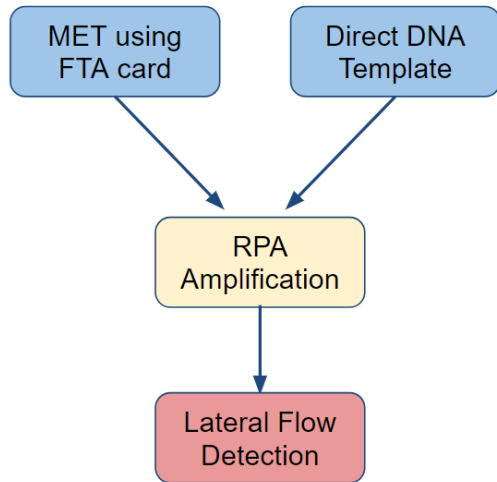 MET using
FTA card
Direct DNA
Template
RPA
Amplification
Lateral Flow
Detection